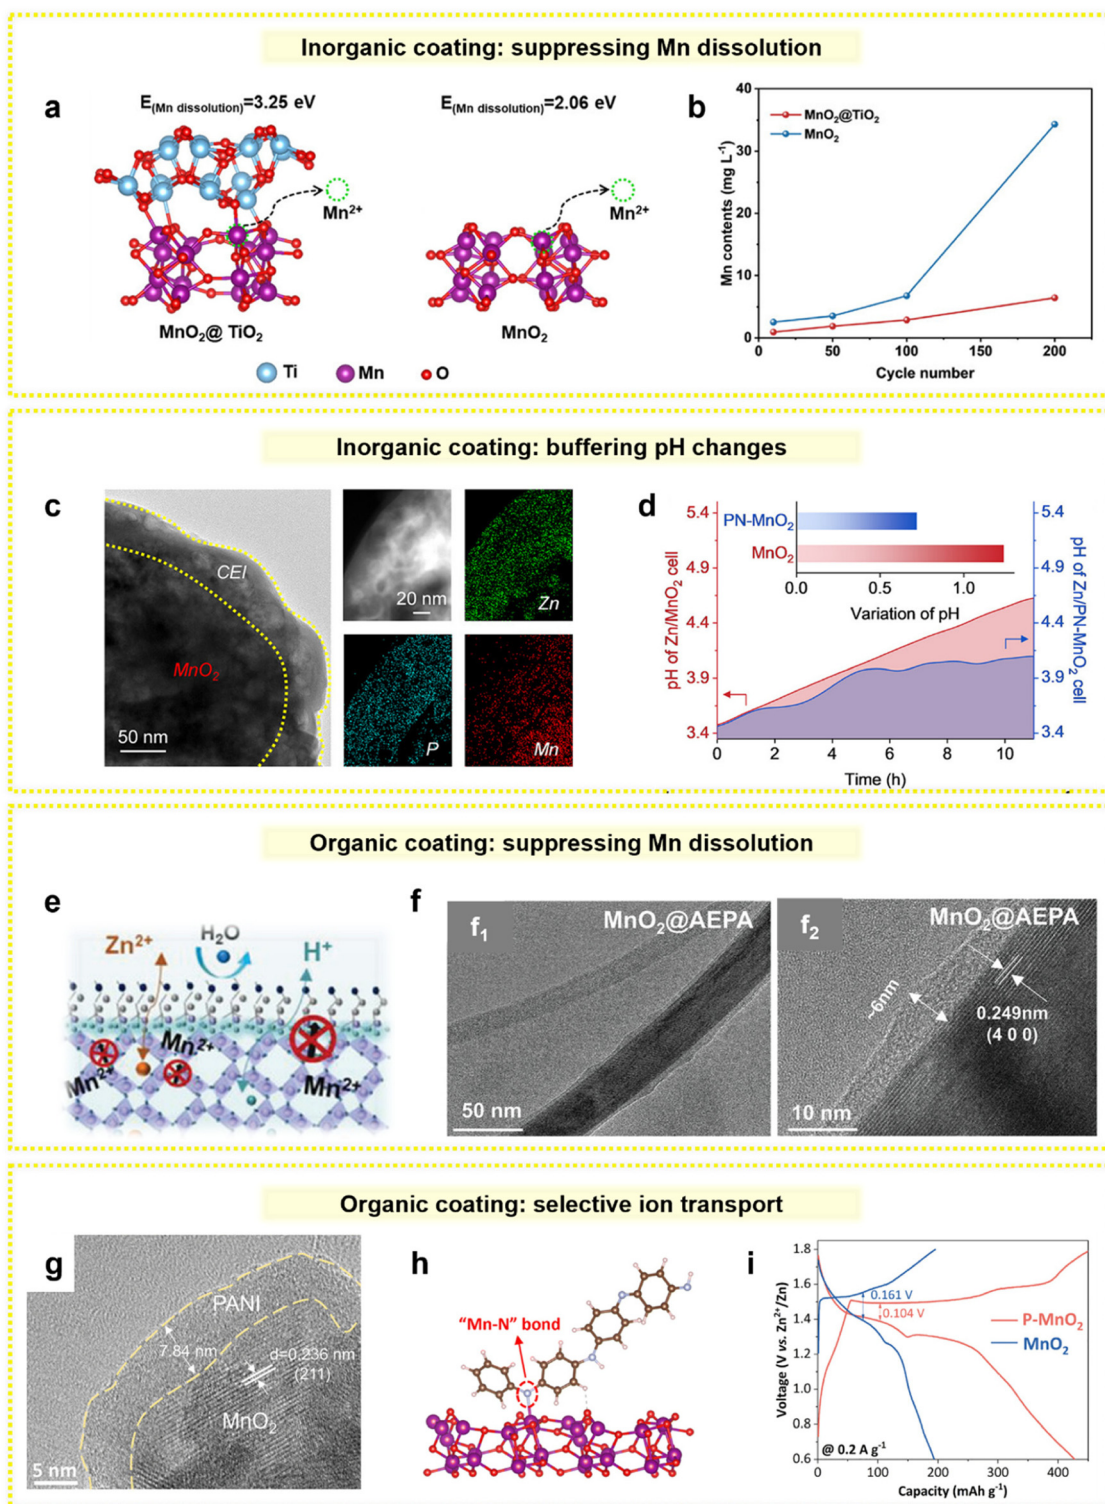 Inorganic coating: suppressing Mn dissolution
a
E(Mn dissolution)=3.25 eV
E(Mn dissolution)=2.06 eV
Mn2+
Mn2+
MnO2@ TiO2
MnO2
Ti
Mn
O
b
40
30
20
10
0
Mn contents (mg L-1)
MnO2@TiO2
MnO2
0
50
100
150
200
Cycle number
Inorganic coating: buffering pH changes
c
CEI
MnO2
50 nm
20 nm
Zn
P
Mn
d
5.4
4.9
4.4
3.9
3.4
pH of Zn/MnO2 cell
PN-MnO2
MnO2
0.0
0.5
1.0
Variation of pH
5.4
4.9
4.4
3.9
3.4
pH of Zn/PN-MnO2 cell
0
2
4
6
8
10
Time (h)
Organic coating: suppressing Mn dissolution
e
Zn2+
H2O
H+
Mn2+
Mn2+
Mn2+
f
f1
MnO2@AEPA
50 nm
f2
MnO2@AEPA
~6nm
0.249nm
(4 0 0)
10 nm
Organic coating: selective ion transport
g
PANI
7.84 nm
d=0.236 nm
(211)
MnO2
5 nm
h
"Mn-N" bond
i
1.8
1.6
1.4
1.2
1.0
0.8
0.6
Voltage (V vs. Zn2+/Zn)
0.161 V
0.104 V
P-MnO2
MnO2
@ 0.2 A g-1
0
100
200
300
400
Capacity (mAh g-1)